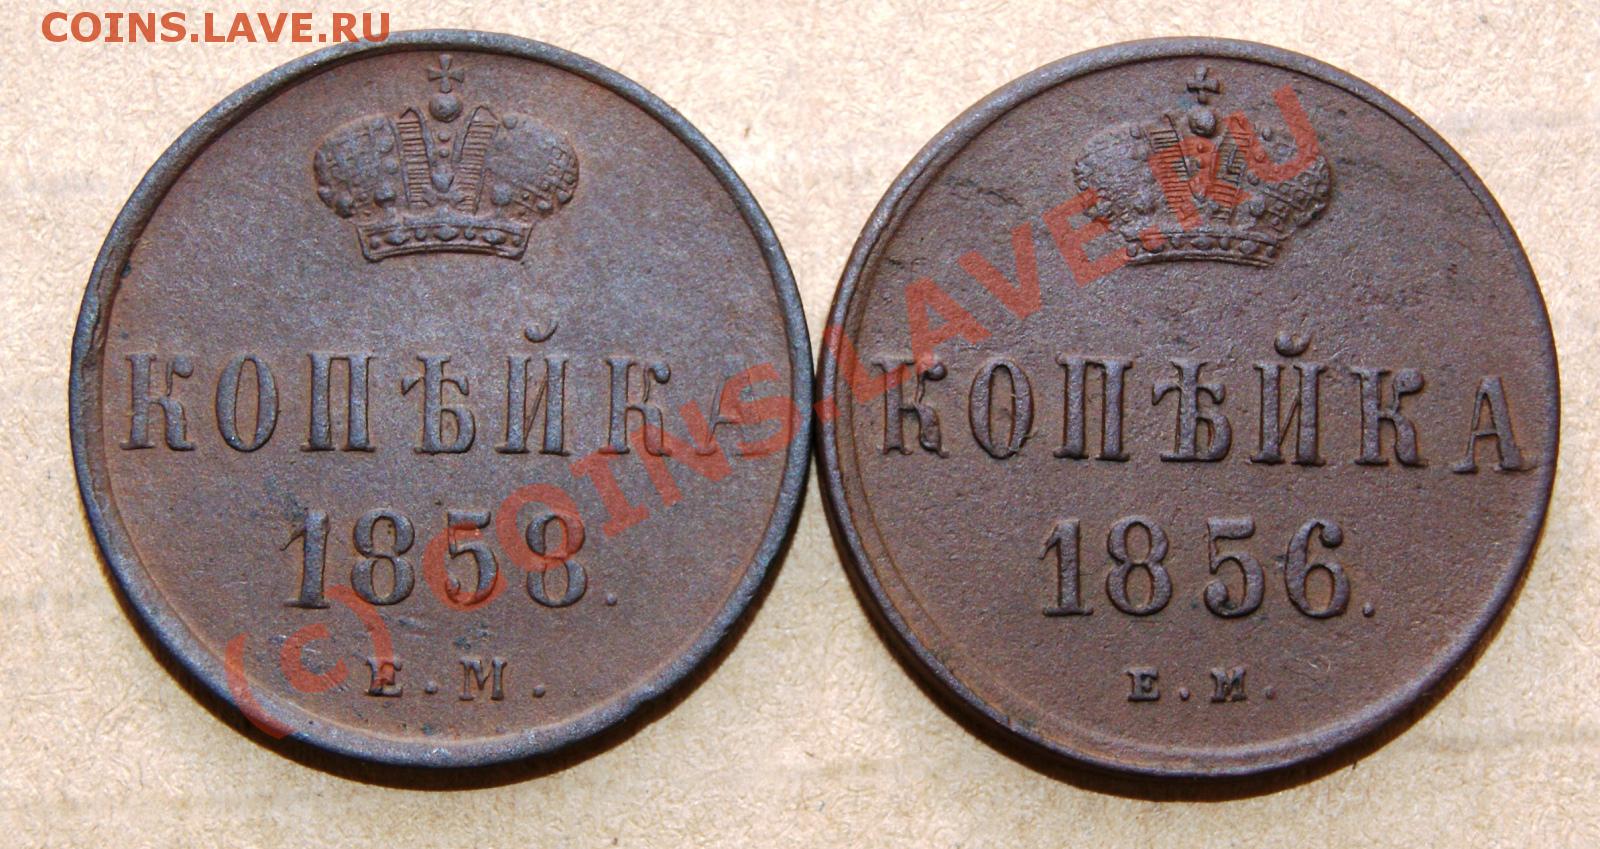 COINS.LAVE.RU
КОПѢЙКА
1858.
Е.М.
КОПѢЙКА
1856.
Е.М.
(c) COINS.LAVE.RU